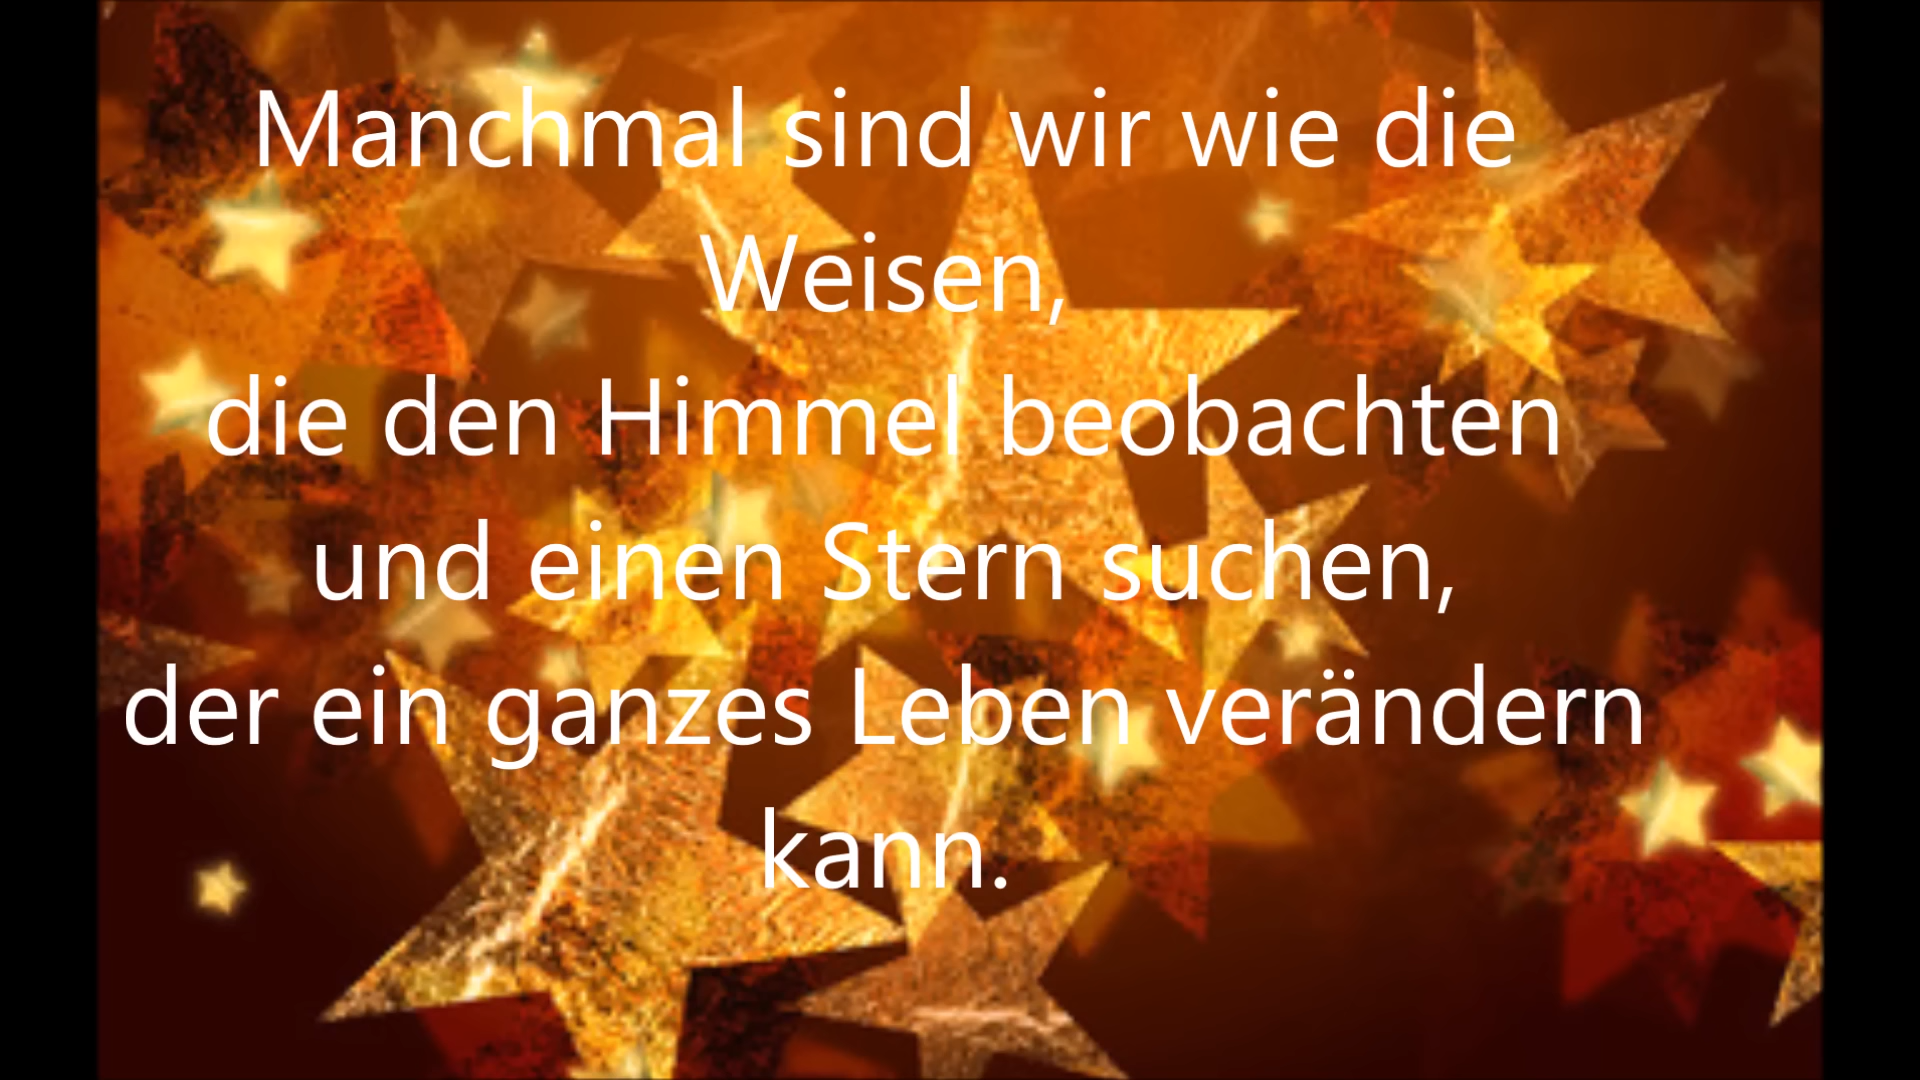 Manchmal sind wir wie die
Weisen,
die den Himmel beobachten
und einen Stern suchen,
der ein ganzes Leben verändern
kann.